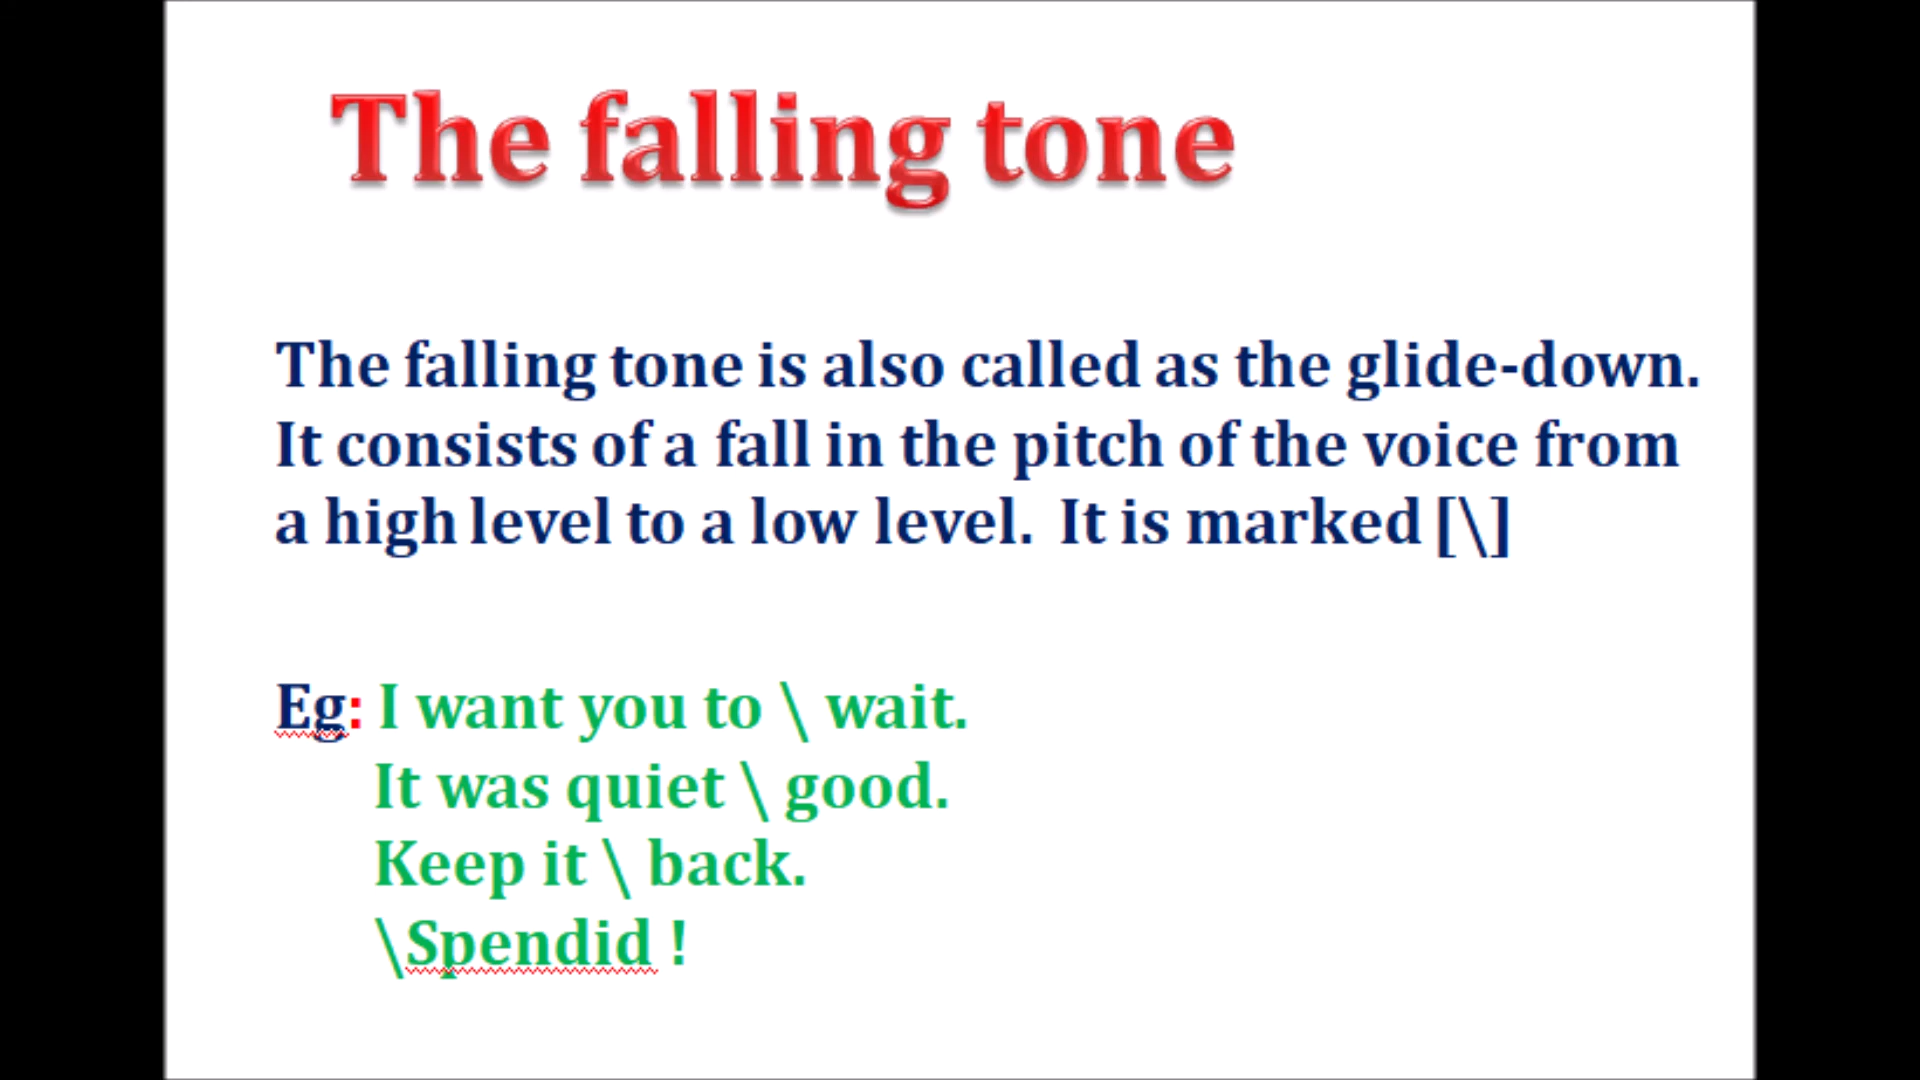 The falling tone
The falling tone is also called as the glide-down.
It consists of a fall in the pitch of the voice from
a high level to a low level. It is marked [\]
Eg: I want you to \ wait.
It was quiet \ good.
Keep it \ back.
\Spendid !